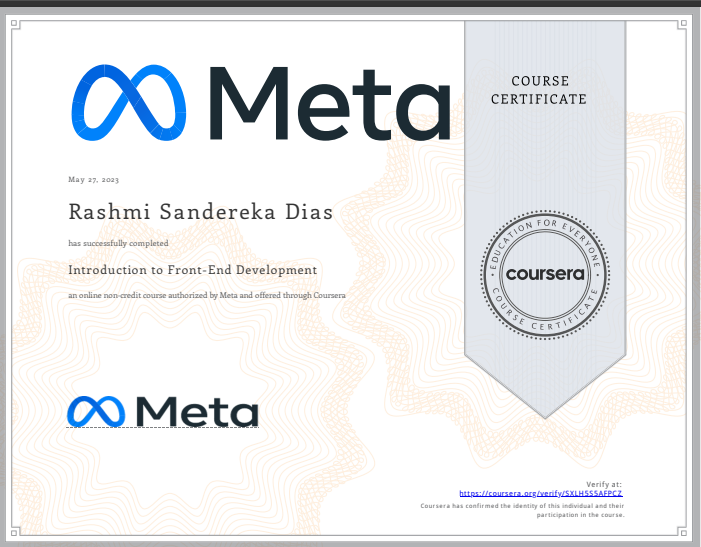 Meta
COURSE
CERTIFICATE
May 27, 2023
Rashmi Sandereka Dias
has successfully completed
Introduction to Front-End Development
an online non-credit course authorized by Meta and offered through Coursera
EDUCATION FOR EVERYONE
coursera
COURSE CERTIFICATE
Meta
Verify at:
https://coursera.org/verify/SXLH5S5AFPCZ
Coursera has confirmed the identity of this individual and their
participation in the course.